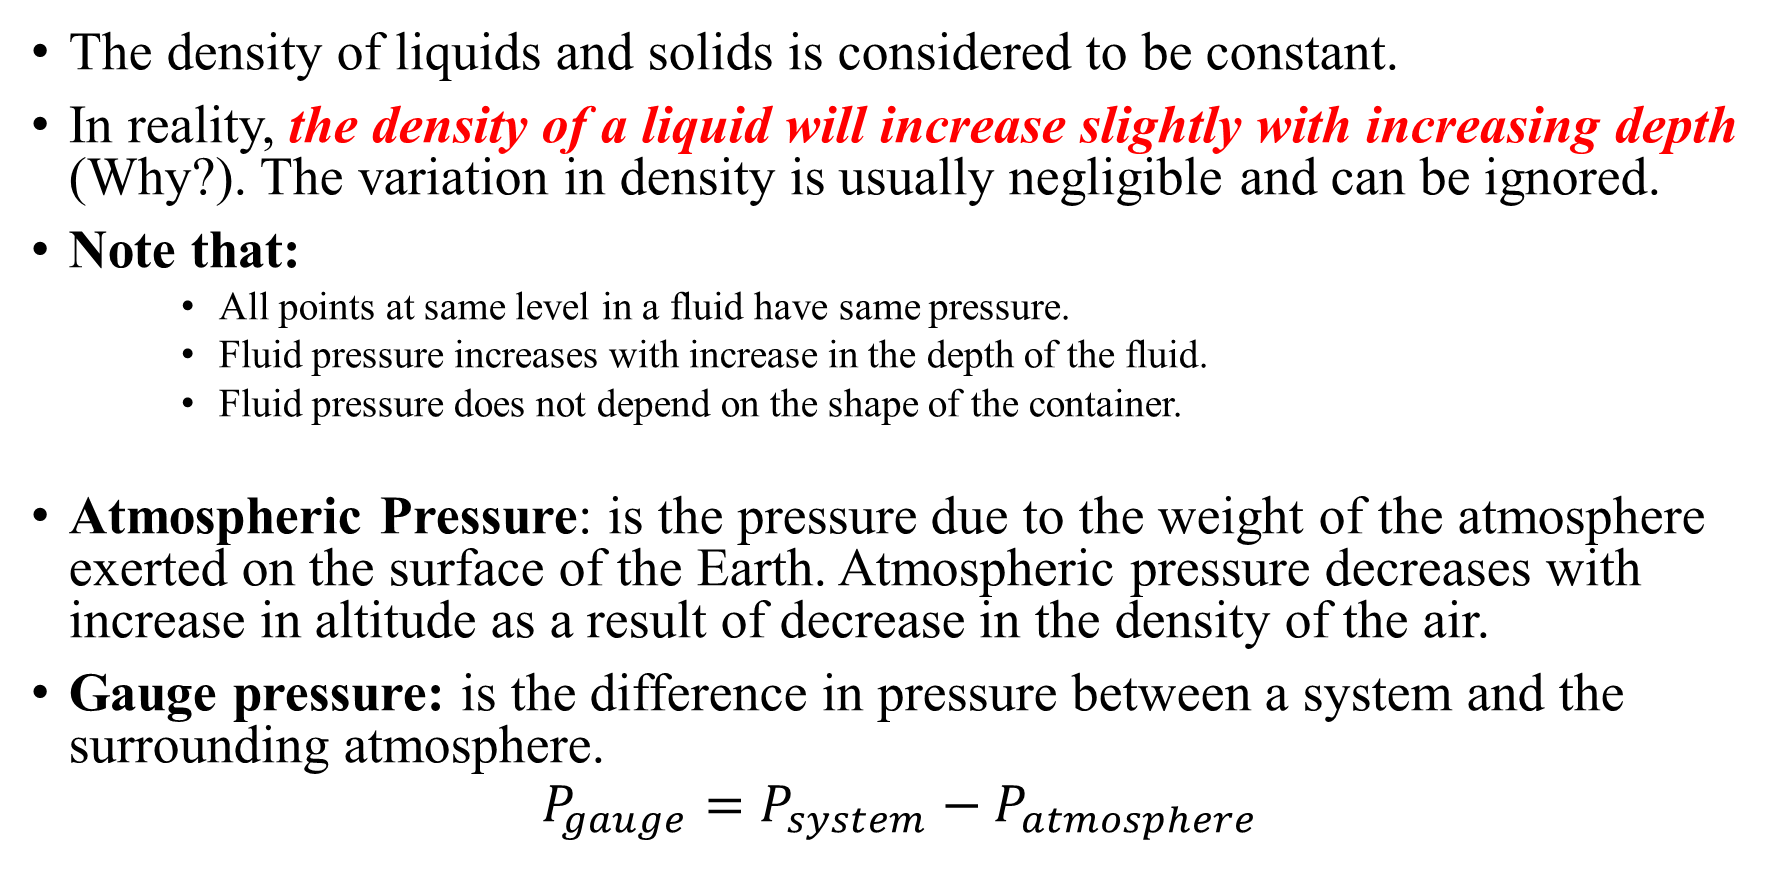 • The density of liquids and solids is considered to be constant.
• In reality, the density of a liquid will increase slightly with increasing depth
(Why?). The variation in density is usually negligible and can be ignored.
• Note that:
• All points at same level in a fluid have same pressure.
• Fluid pressure increases with increase in the depth of the fluid.
• Fluid pressure does not depend on the shape of the container.
• Atmospheric Pressure: is the pressure due to the weight of the atmosphere
exerted on the surface of the Earth. Atmospheric pressure decreases with
increase in altitude as a result of decrease in the density of the air.
• Gauge pressure: is the difference in pressure between a system and the
surrounding atmosphere.
P_gauge = P_system − P_atmosphere